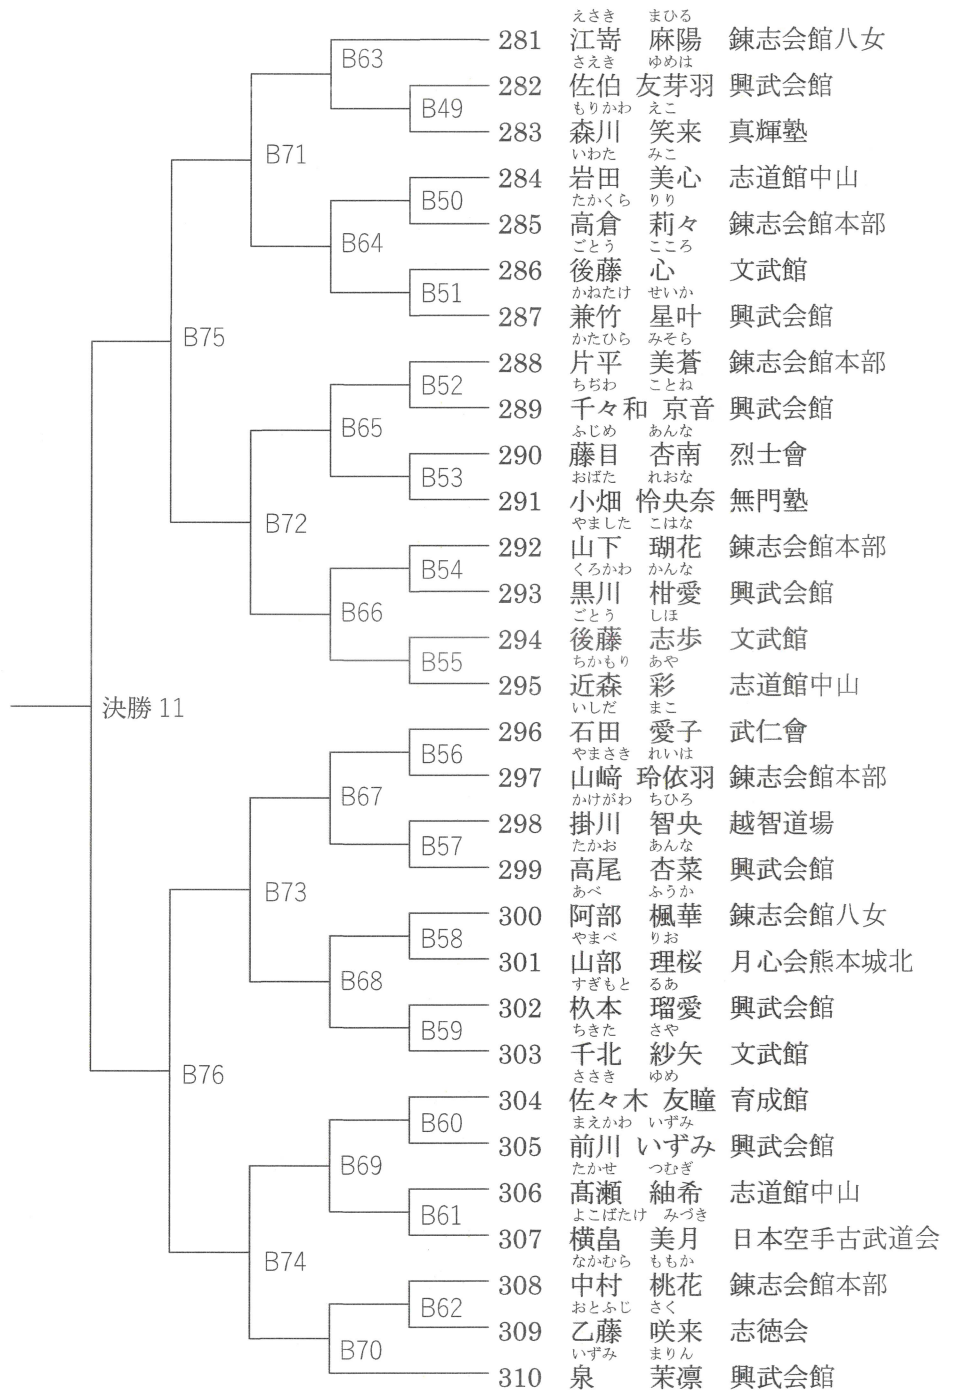 えさき まひる
281 江嵜 麻陽 錬志会館八女
B63
さえき ゆめは
282 佐伯 友芽羽 興武会館
B49
もりかわ えこ
283 森川 笑来 真輝塾
B71
いわた みこ
284 岩田 美心 志道館中山
B50
たかくら りり
285 高倉 莉々 錬志会館本部
B64
ごとう こころ
286 後藤 心 文武館
B51
かねたけ せいか
287 兼竹 星叶 興武会館
B75
かたひら みそら
288 片平 美蒼 錬志会館本部
B52
ちぢわ ことね
289 千々和 京音 興武会館
B65
ふじめ あんな
290 藤目 杏南 烈士會
B53
おばた れおな
291 小畑 怜央奈 無門塾
B72
やました こはな
292 山下 瑚花 錬志会館本部
B54
くろかわ かんな
293 黒川 柑愛 興武会館
B66
ごとう しほ
294 後藤 志歩 文武館
B55
ちかもり あや
295 近森 彩 志道館中山
決勝 11
いしだ まこ
296 石田 愛子 武仁會
B56
やまさき れいは
297 山﨑 玲依羽 錬志会館本部
B67
かけがわ ちひろ
298 掛川 智央 越智道場
B57
たかお あんな
299 高尾 杏菜 興武会館
B73
あべ ふうか
300 阿部 楓華 錬志会館八女
B58
やまべ りお
301 山部 理桜 月心会熊本城北
B68
すぎもと るあ
302 杦本 瑠愛 興武会館
B59
ちきた さや
303 千北 紗矢 文武館
B76
ささき ゆめ
304 佐々木 友瞳 育成館
B60
まえかわ いずみ
305 前川 いずみ 興武会館
B69
たかせ つむぎ
306 髙瀬 紬希 志道館中山
B61
よこばたけ みづき
307 横畠 美月 日本空手古武道会
B74
なかむら ももか
308 中村 桃花 錬志会館本部
B62
おとふじ さく
309 乙藤 咲来 志徳会
B70
いずみ まりん
310 泉 茉凛 興武会館